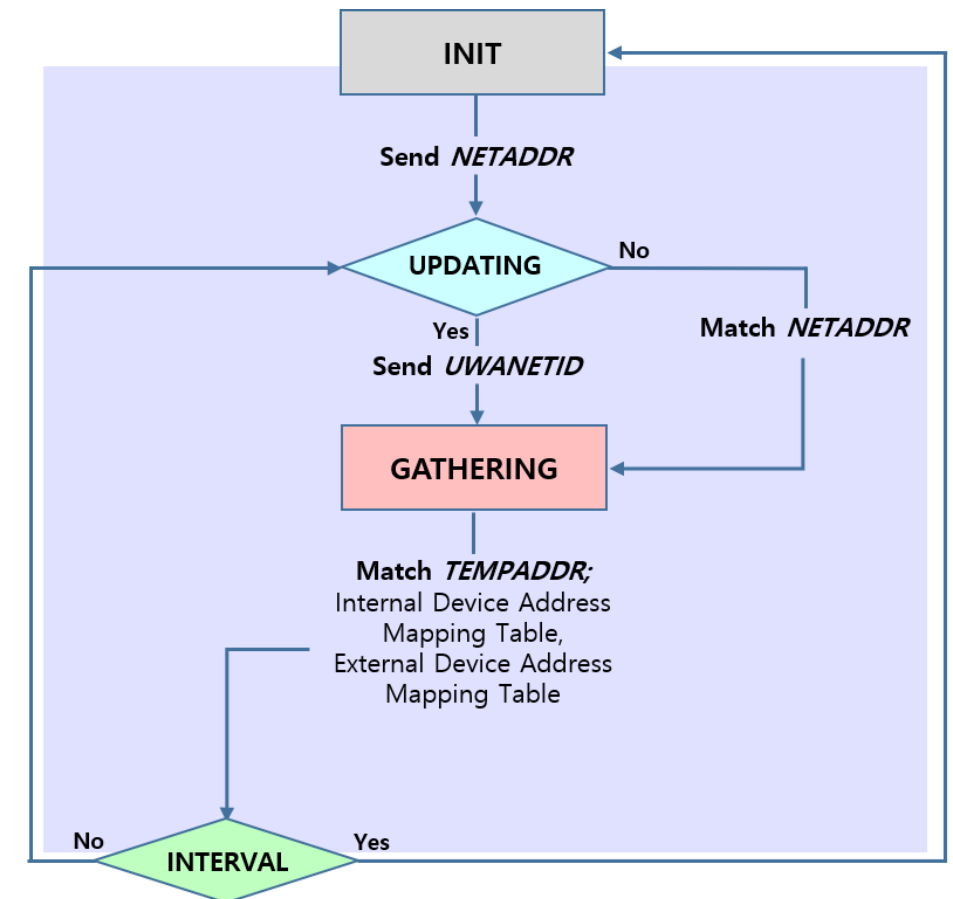 INIT
Send NETADDR
UPDATING
No
Match NETADDR
Yes
Send UWANETID
GATHERING
Match TEMPADDR;
Internal Device Address
Mapping Table,
External Device Address
Mapping Table
No
INTERVAL
Yes